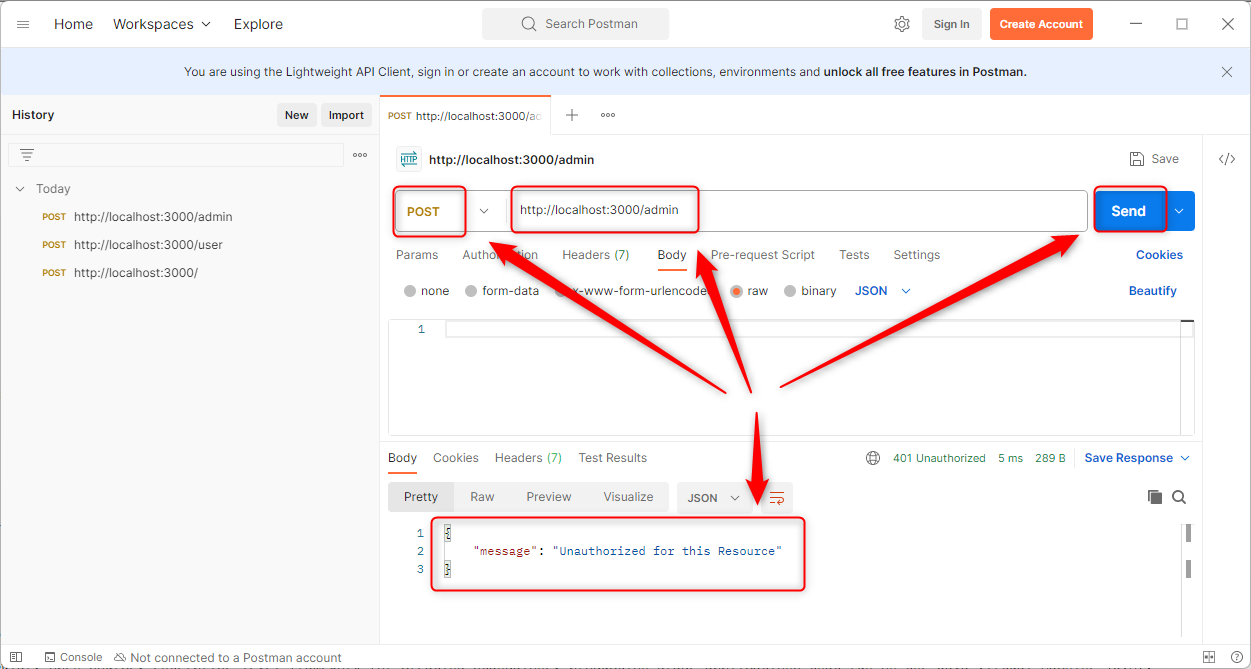 Home Workspaces Explore Search Postman Sign In Create Account
You are using the Lightweight API Client, sign in or create an account to work with collections, environments and unlock all free features in Postman.
History New Import
POST http://localhost:3000/ad
HTTP http://localhost:3000/admin Save
Today
POST http://localhost:3000/admin
POST http://localhost:3000/user
POST http://localhost:3000/
POST http://localhost:3000/admin Send
Params Headers (7) Body Pre-request Script Tests Settings Cookies
none form-data x-www-form-urlencode raw binary JSON Beautify
1
Body Cookies Headers (7) Test Results 401 Unauthorized 5 ms 289 B Save Response
Pretty Raw Preview Visualize JSON
1 {
2 "message": "Unauthorized for this Resource"
3 }
Console Not connected to a Postman account